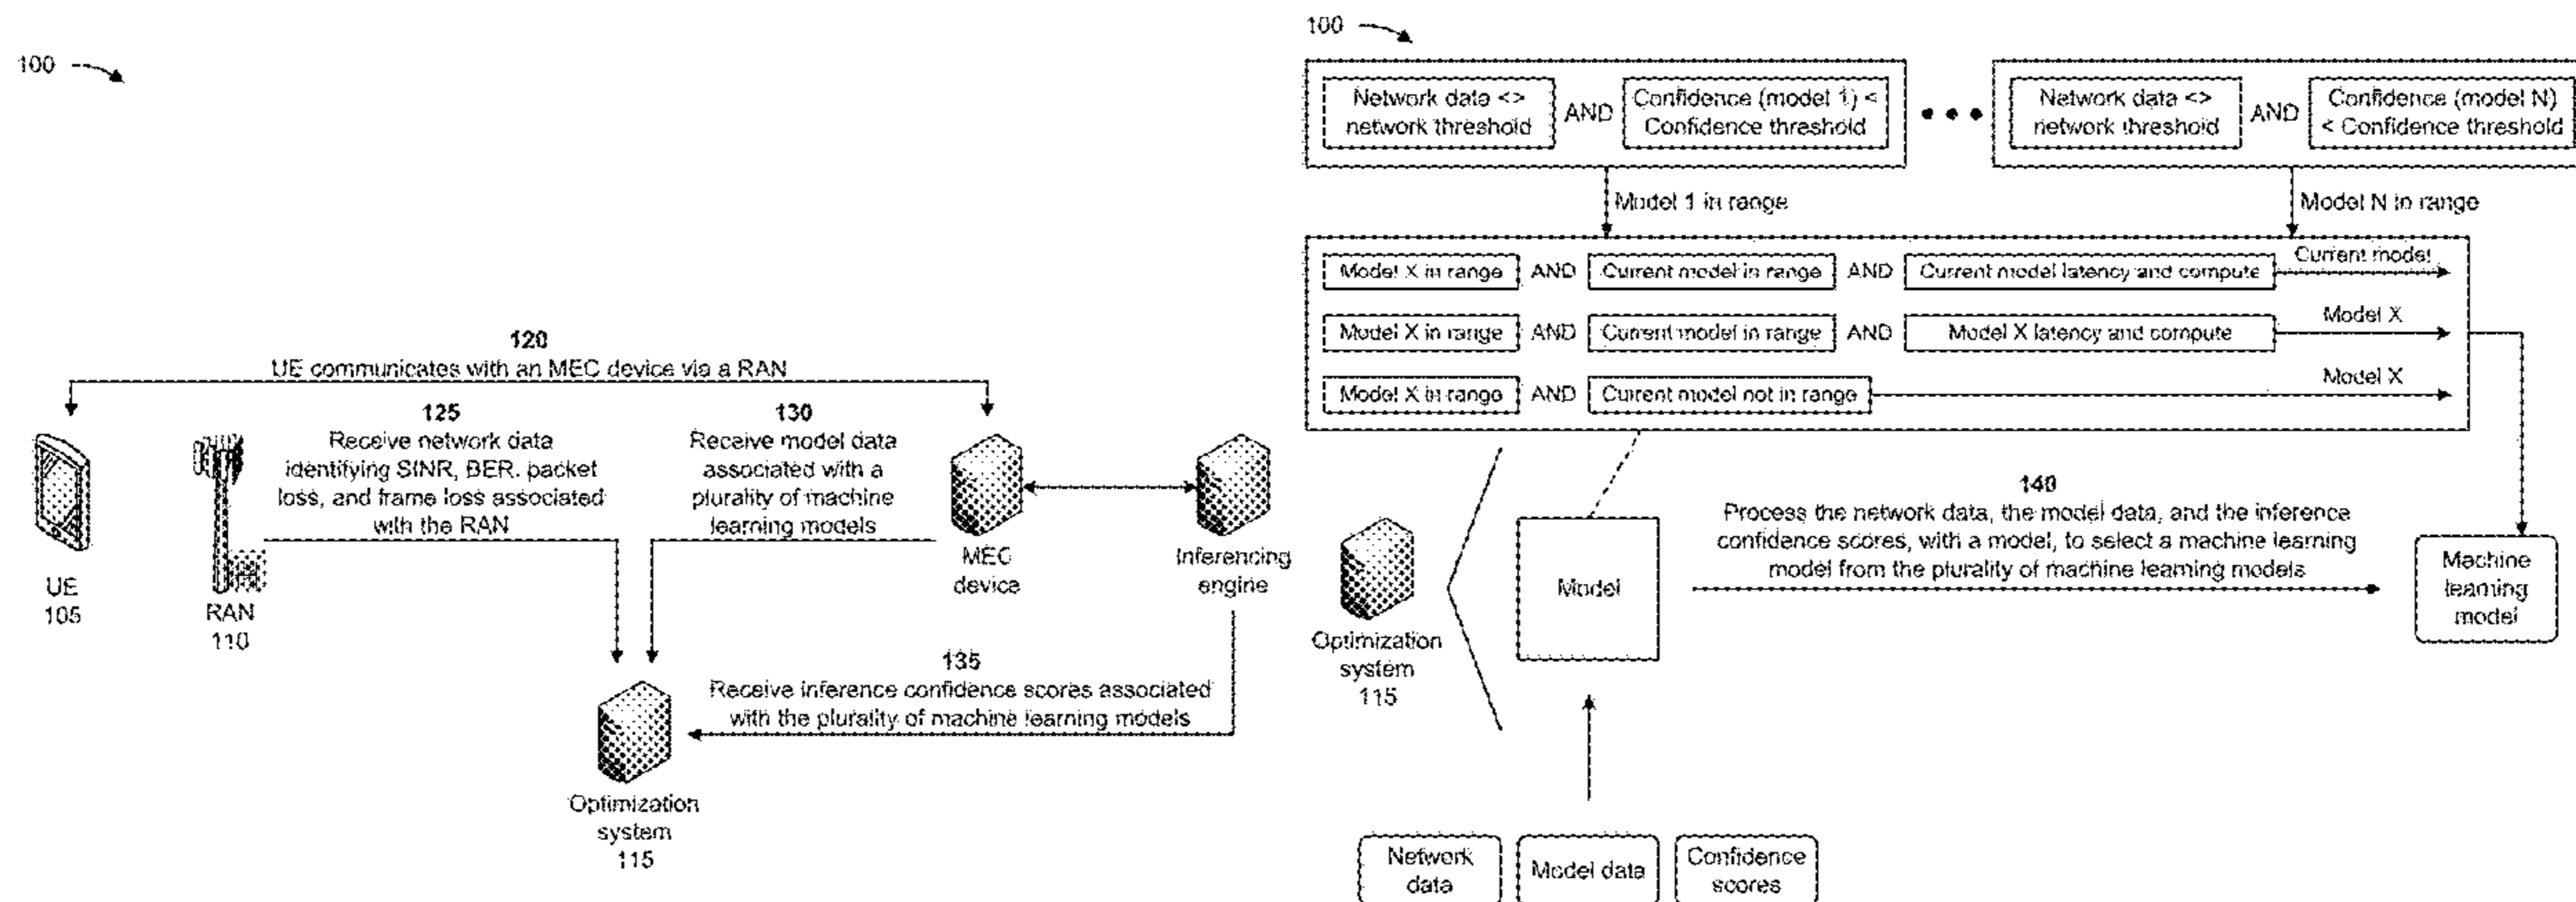 100
120
UE communicates with an MEC device via a RAN
125
Receive network data
identifying SINR, BER, packet
loss, and frame loss associated
with the RAN
130
Receive model data
associated with a
plurality of machine
learning models
UE
105
RAN
110
MEC
device
Inferencing
engine
135
Receive inference confidence scores associated
with the plurality of machine learning models
Optimization
system
115
100
Network data <>
network threshold
AND
Confidence (model 1) <
Confidence threshold
Network data <>
network threshold
AND
Confidence (model N)
< Confidence threshold
Model 1 in range
Model N in range
Model X in range AND Current model in range AND Current model latency and compute Current model
Model X in range AND Current model in range AND Model X latency and compute Model X
Model X in range AND Current model not in range Model X
140
Process the network data, the model data, and the inference
confidence scores, with a model, to select a machine learning
model from the plurality of machine learning models
Optimization
system
115
Model
Machine
learning
model
Network
data
Model data
Confidence
scores